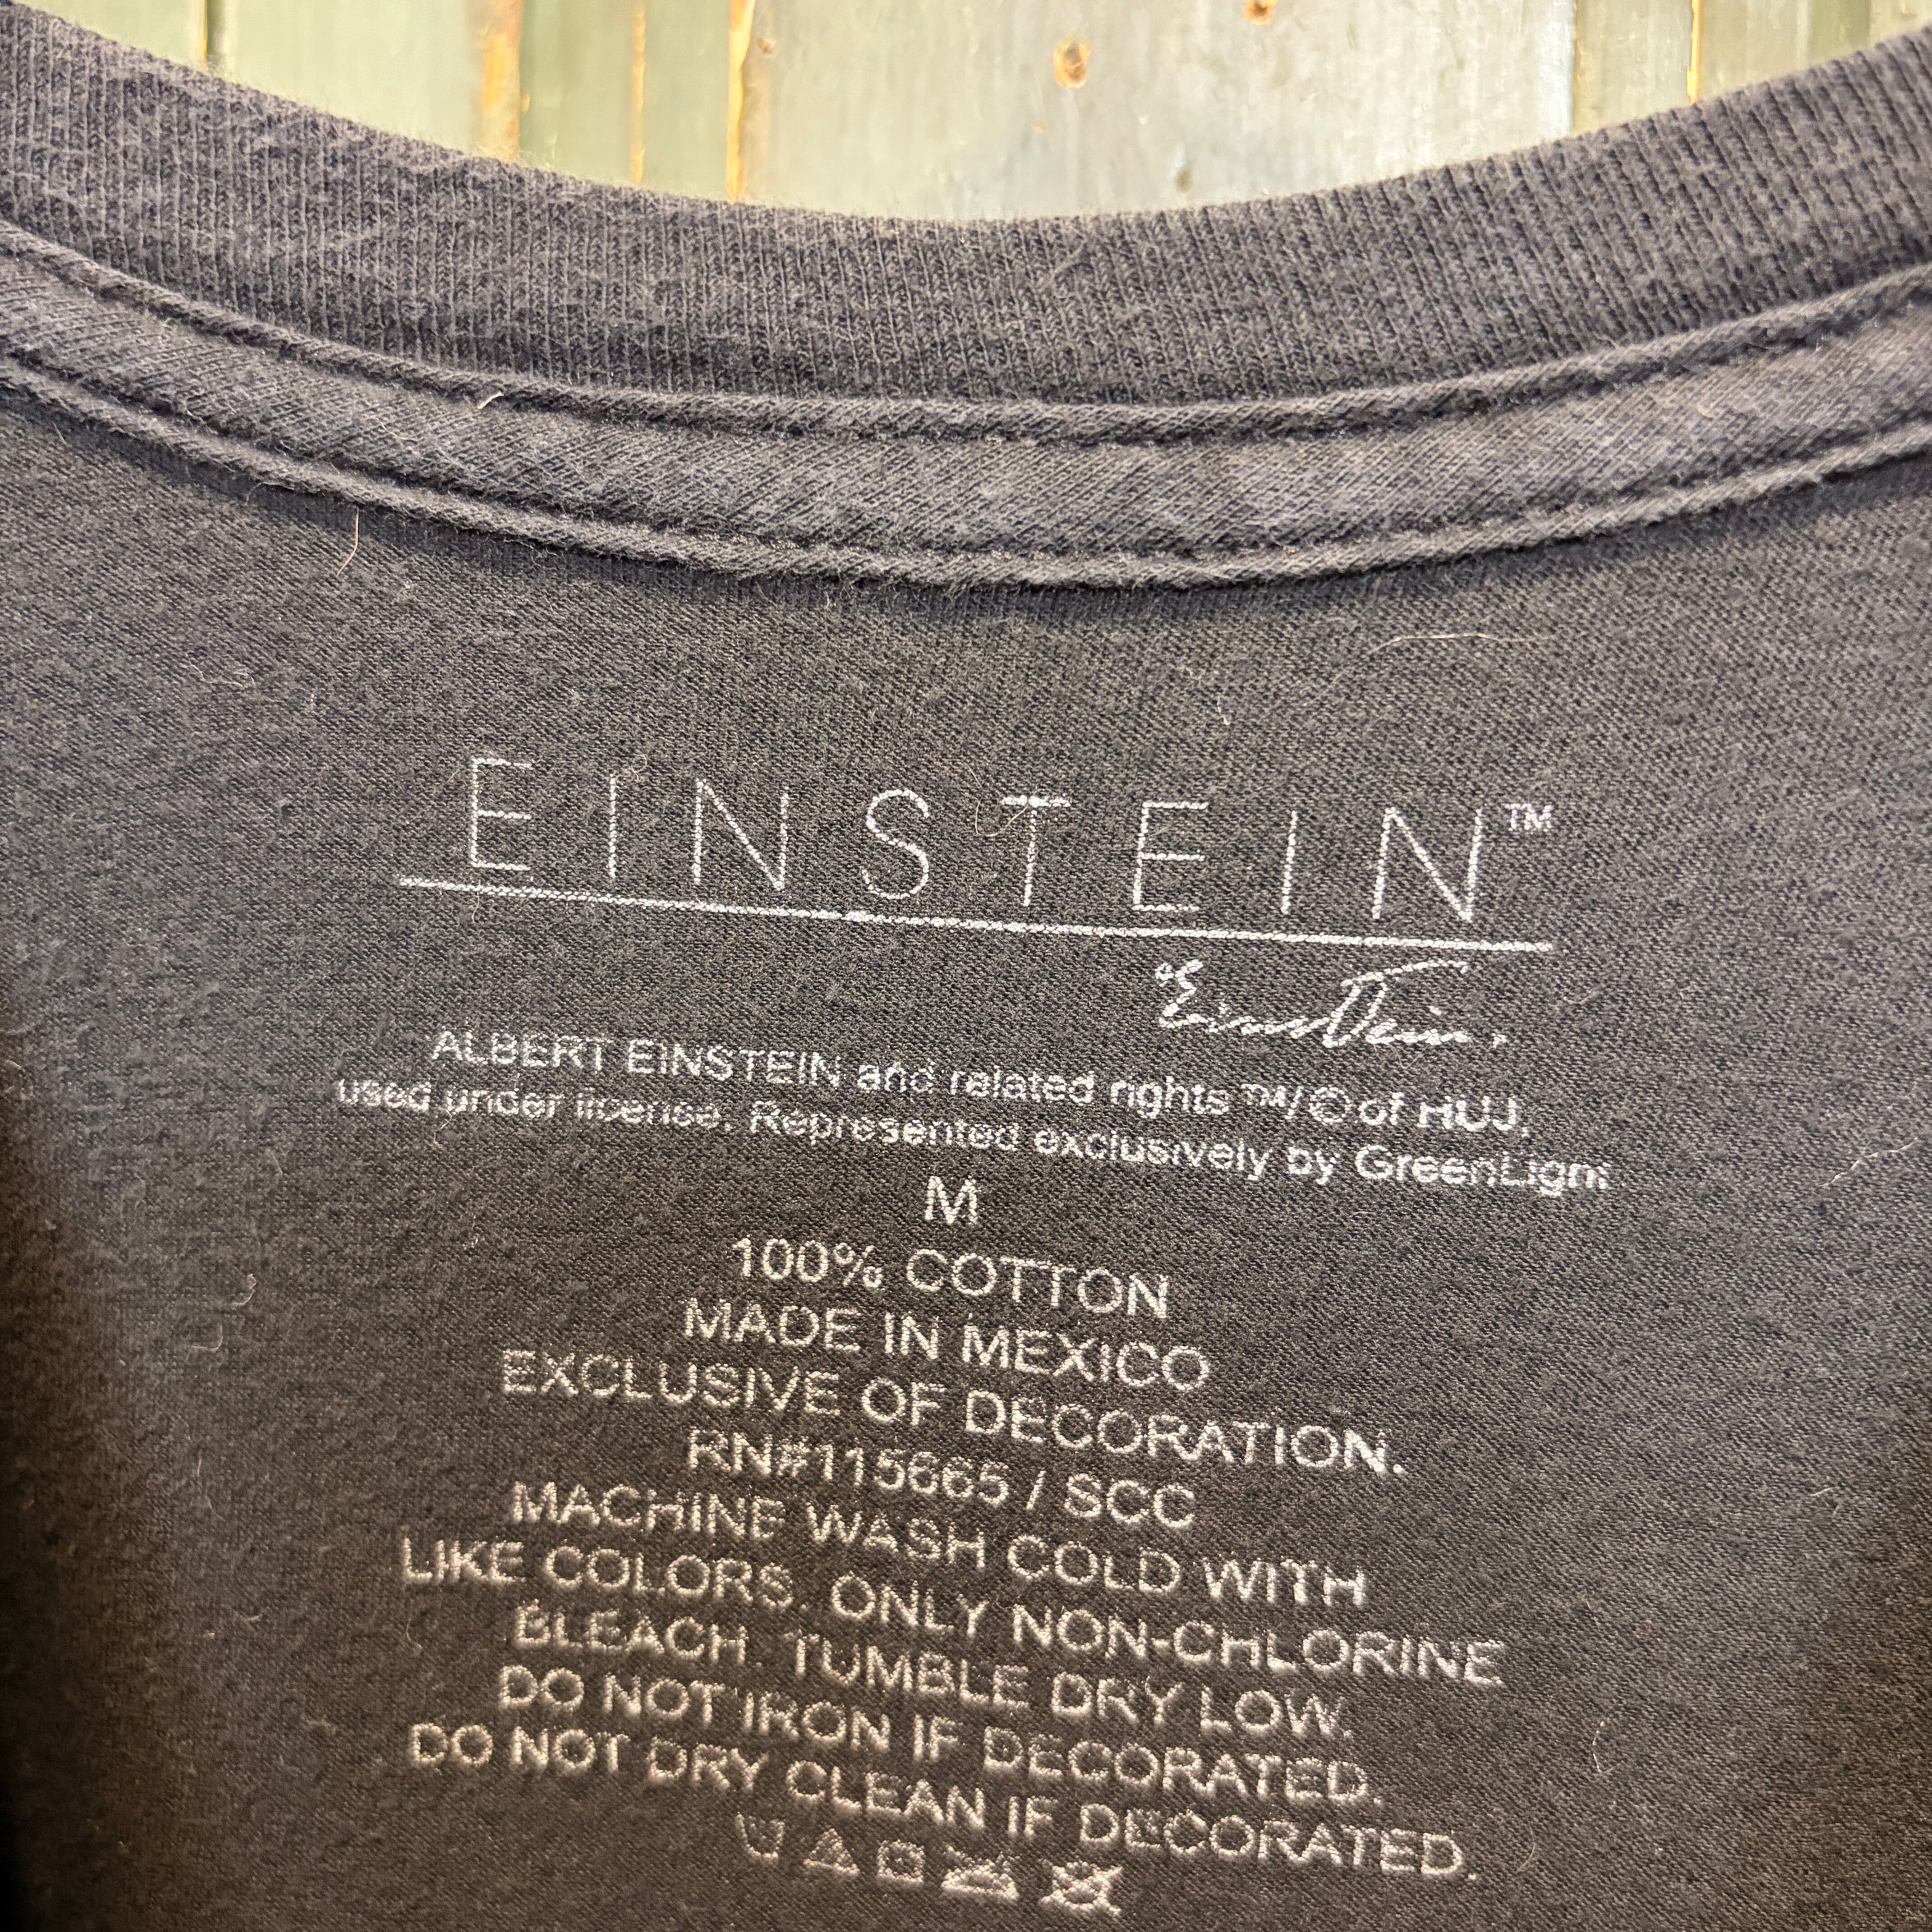 EINSTEIN™
Einstein.
ALBERT EINSTEIN and related rights ™/© of HUJ,
used under license. Represented exclusively by GreenLight
M
100% COTTON
MADE IN MEXICO
EXCLUSIVE OF DECORATION.
RN#115665 / SCC
MACHINE WASH COLD WITH
LIKE COLORS. ONLY NON-CHLORINE
BLEACH. TUMBLE DRY LOW.
DO NOT IRON IF DECORATED.
DO NOT DRY CLEAN IF DECORATED.